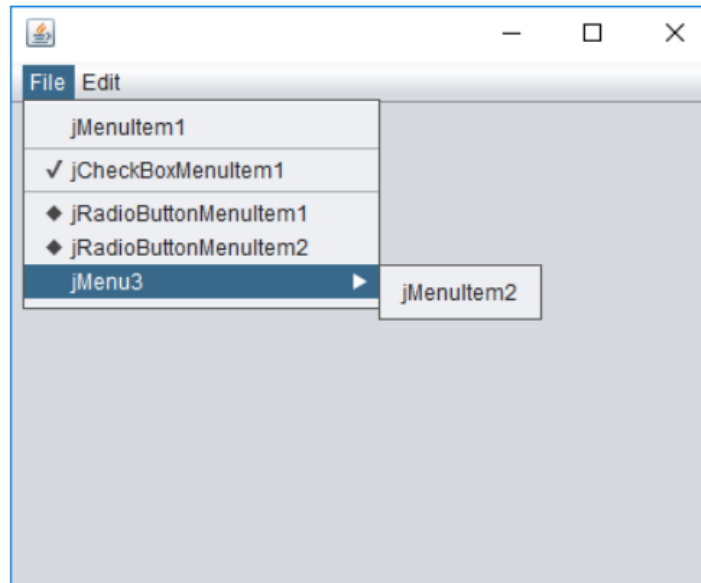 File Edit
jMenuItem1
jCheckBoxMenuItem1
jRadioButtonMenuItem1
jRadioButtonMenuItem2
jMenu3
jMenuItem2